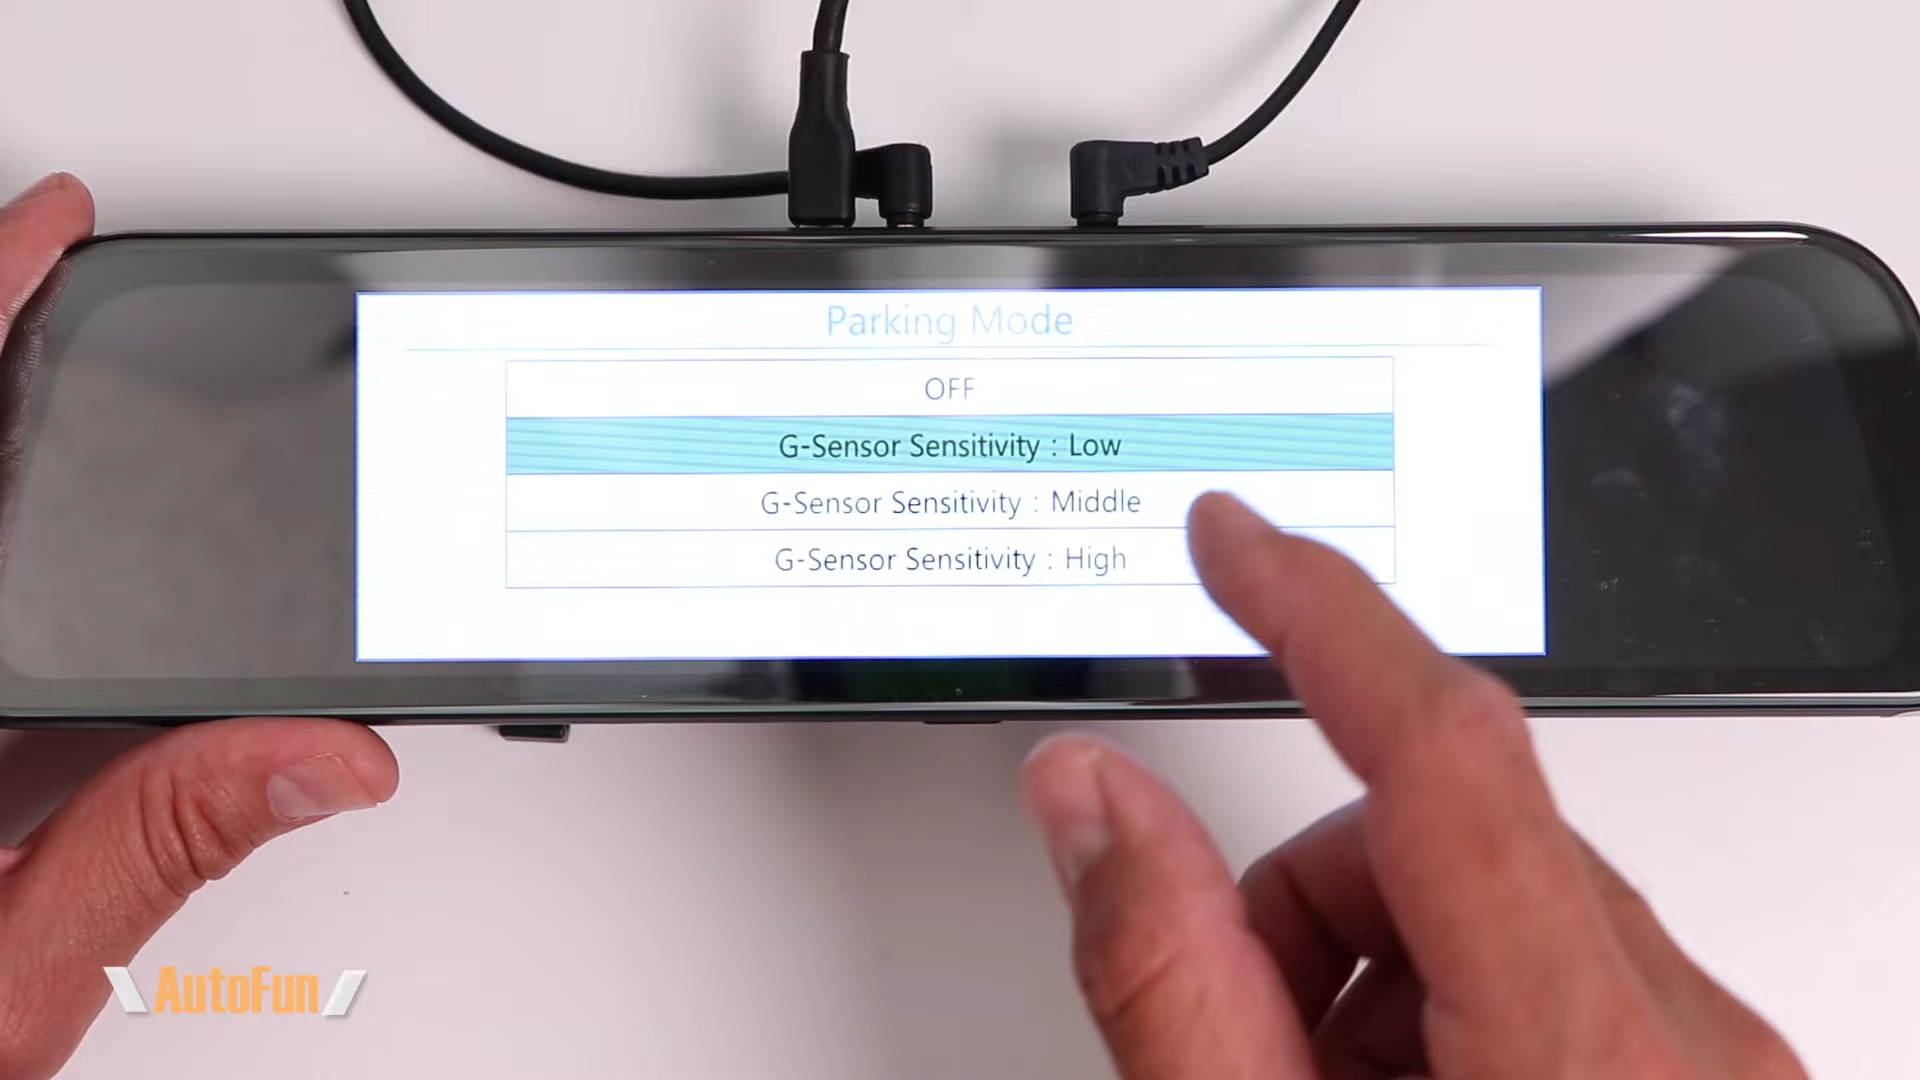 Parking Mode
OFF
G-Sensor Sensitivity : Low
G-Sensor Sensitivity : Middle
G-Sensor Sensitivity : High
AutoFun